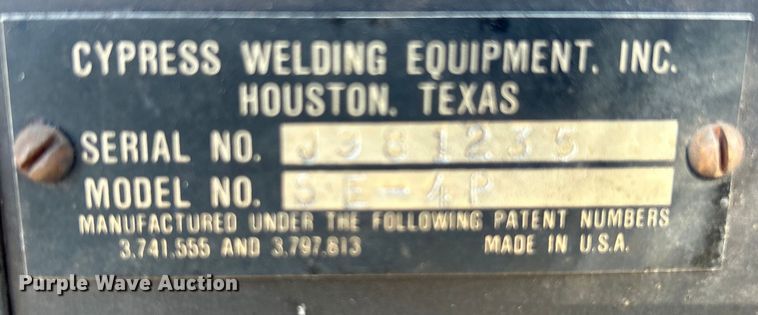 CYPRESS WELDING EQUIPMENT, INC.
HOUSTON, TEXAS
SERIAL NO. J381235
MODEL NO. SE-4P
MANUFACTURED UNDER THE FOLLOWING PATENT NUMBERS
3,741,555 AND 3,797,813 MADE IN U.S.A.
Purple Wave Auction